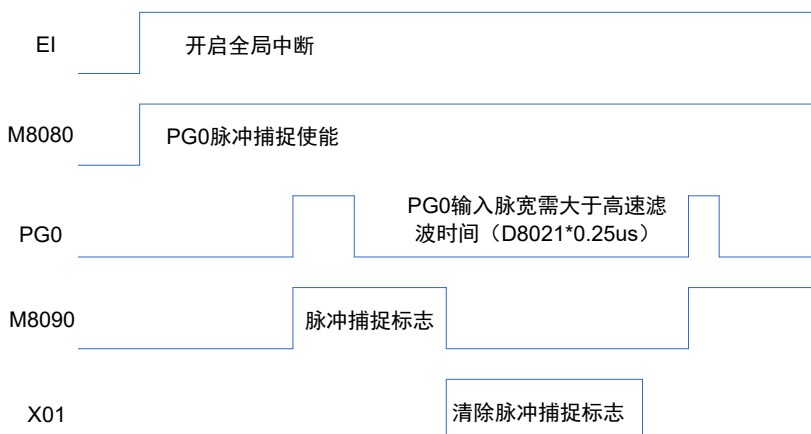 EI
开启全局中断
M8080
PG0脉冲捕捉使能
PG0
PG0输入脉宽需大于高速滤
波时间（D8021*0.25us）
M8090
脉冲捕捉标志
X01
清除脉冲捕捉标志